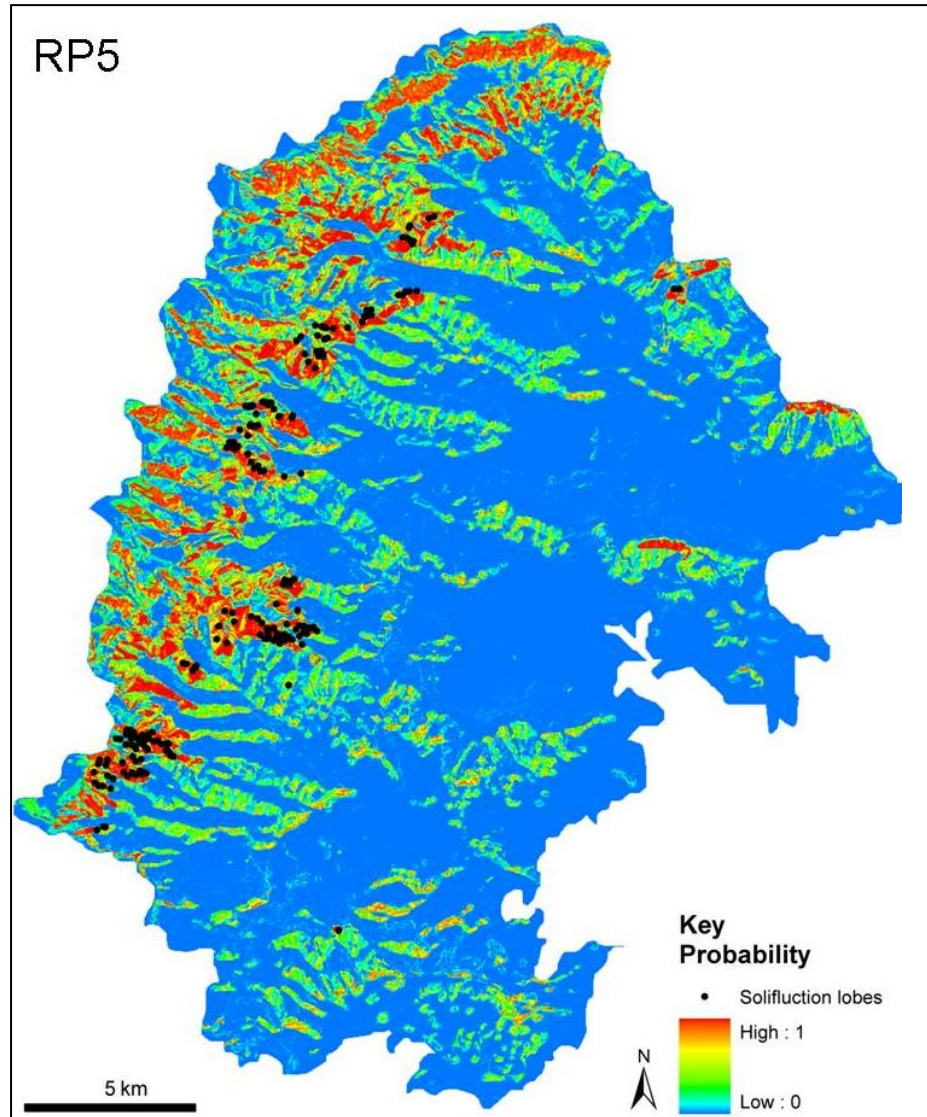 RP5
Key
Probability
Solifluction lobes
High : 1
Low : 0
N
5 km